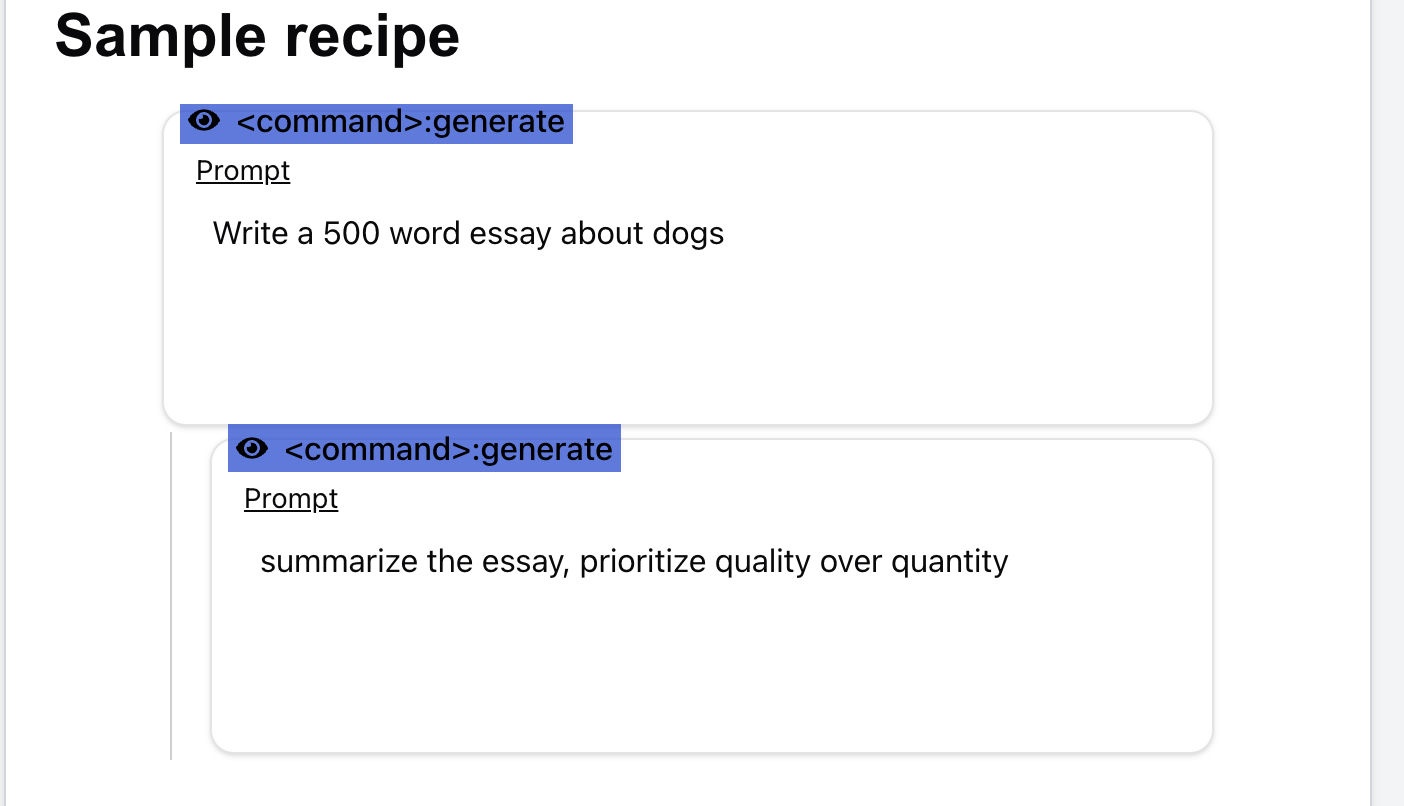 Sample recipe
<command>:generate
Prompt
Write a 500 word essay about dogs
<command>:generate
Prompt
summarize the essay, prioritize quality over quantity